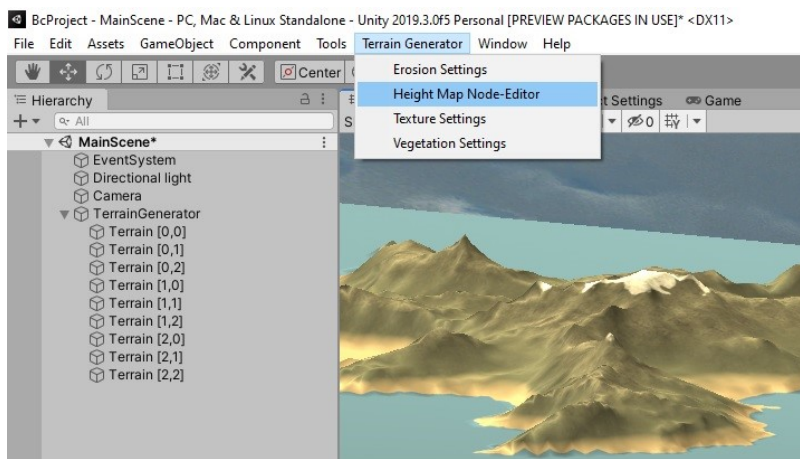 BcProject - MainScene - PC, Mac & Linux Standalone - Unity 2019.3.0f5 Personal [PREVIEW PACKAGES IN USE]* <DX11>
File Edit Assets GameObject Component Tools Terrain Generator Window Help
Center
Erosion Settings
Height Map Node-Editor
Texture Settings
Vegetation Settings
Hierarchy
t Settings Game
All
S
0
MainScene*
EventSystem
Directional light
Camera
TerrainGenerator
Terrain [0,0]
Terrain [0,1]
Terrain [0,2]
Terrain [1,0]
Terrain [1,1]
Terrain [1,2]
Terrain [2,0]
Terrain [2,1]
Terrain [2,2]